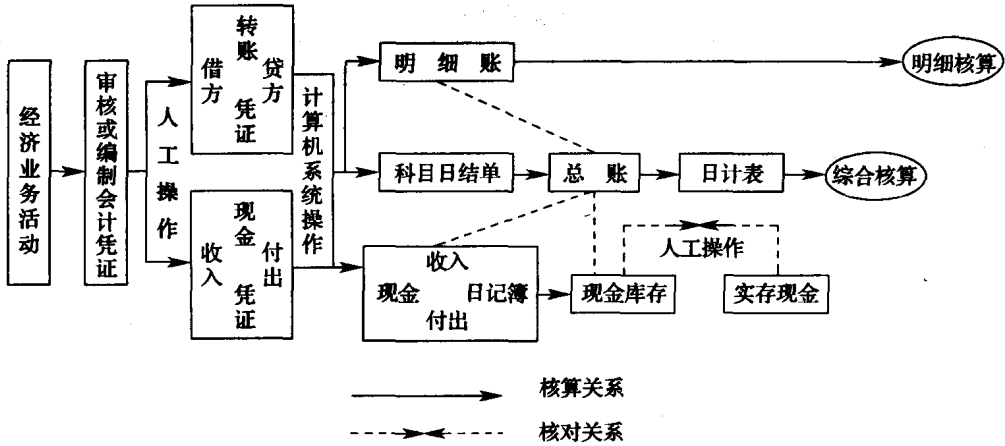 经济业务活动
审核或编制会计凭证
人工操作
转账
借方 贷方
凭证
现金
收入 付出
凭证
计算机系统操作
明 细 账
明细核算
科目日结单
总 账
日计表
综合核算
收入
现金 日记簿
付出
现金库存
人工操作
实存现金
核算关系
核对关系